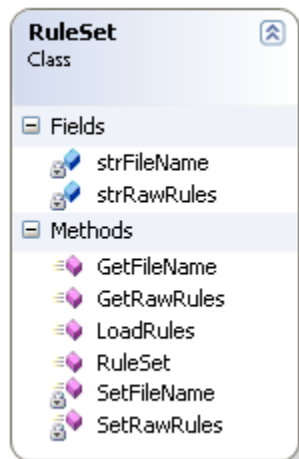 RuleSet
Class
Fields
strFileName
strRawRules
Methods
GetFileName
GetRawRules
LoadRules
RuleSet
SetFileName
SetRawRules